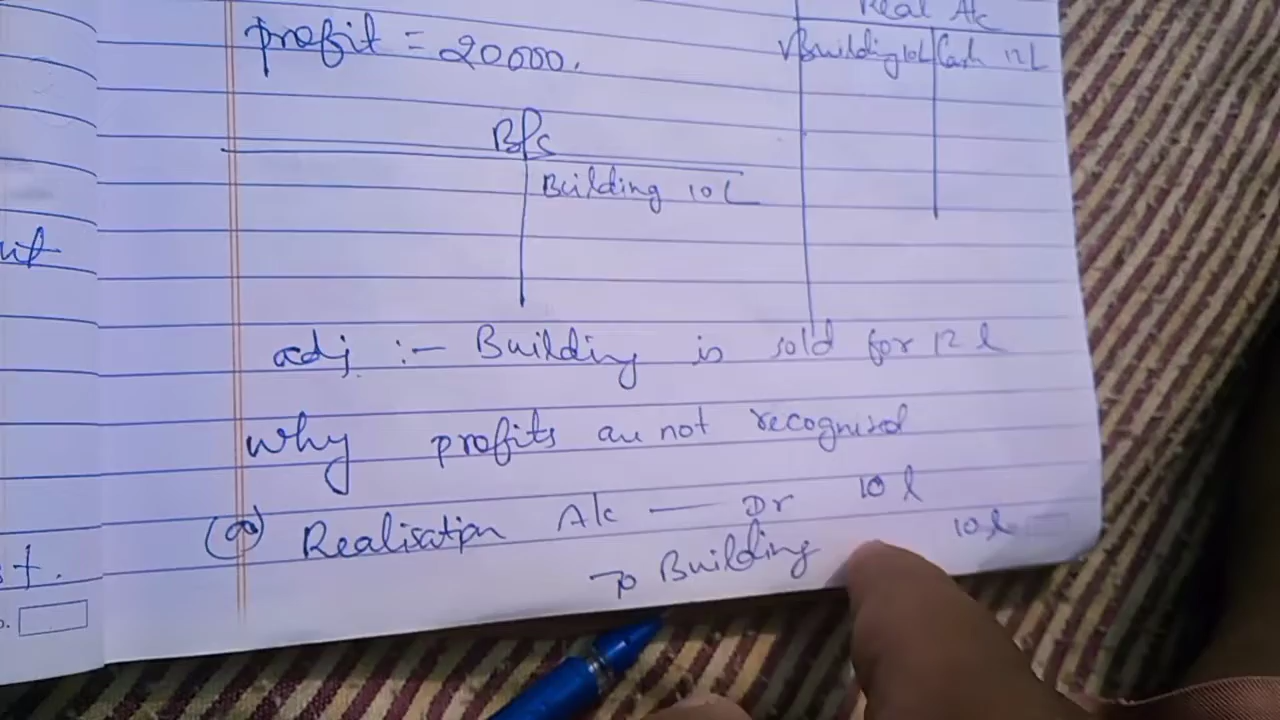 Real A/c
profit = 20000.
Building 10L Cash 12L
B/S
Building 10 L
adj :- Building is sold for 12 l
why profits are not recognised
(a) Realisation A/c — Dr 10 l
To Building 10 l